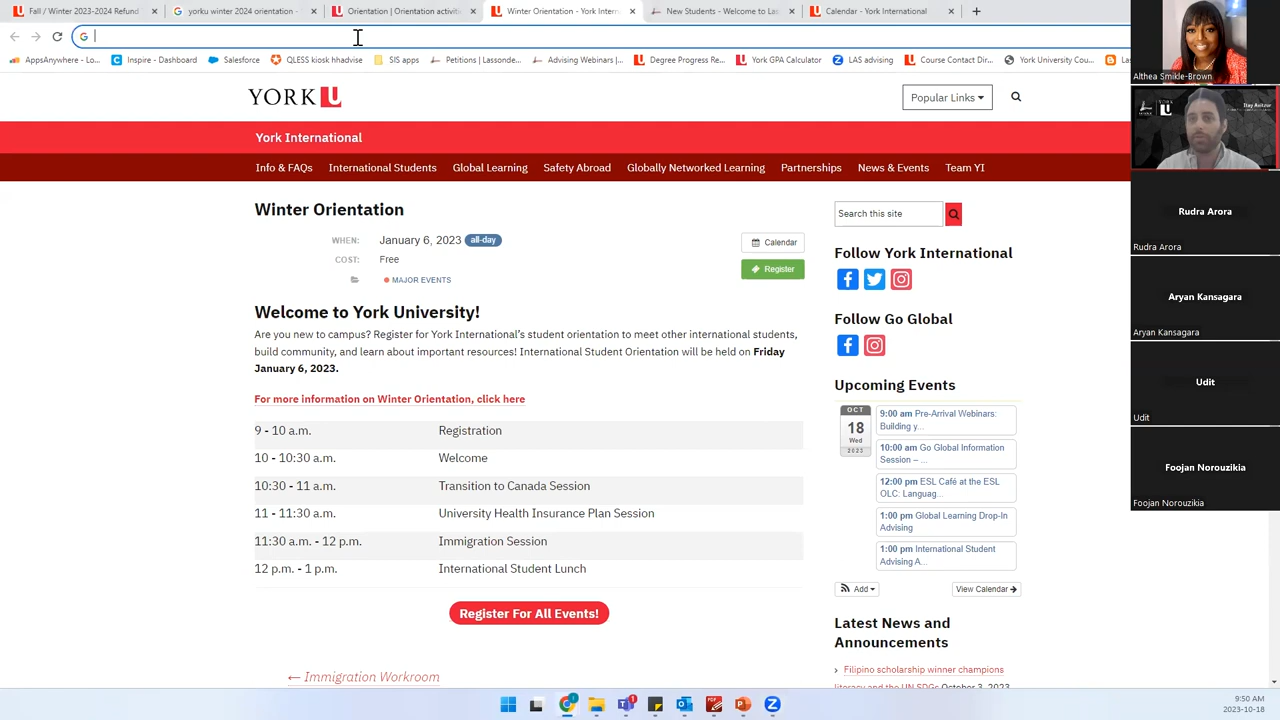 Fall / Winter 2023-2024 Refund
yorku winter 2024 orientation -
Orientation | Orientation activiti
Winter Orientation - York Intern
New Students - Welcome to Las
Calendar - York International
AppsAnywhere - Lo...
Inspire - Dashboard
Salesforce
QLESS kiosk hhadvise
SIS apps
Petitions | Lassonde...
Advising Webinars |...
Degree Progress Re...
York GPA Calculator
LAS advising
Course Contact Dir...
York University Cou...
YORK U
Popular Links
York International
Info & FAQs
International Students
Global Learning
Safety Abroad
Globally Networked Learning
Partnerships
News & Events
Team YI
Winter Orientation
WHEN: January 6, 2023 all-day
COST: Free
MAJOR EVENTS
Calendar
Register
Welcome to York University!
Are you new to campus? Register for York International's student orientation to meet other international students,
build community, and learn about important resources! International Student Orientation will be held on Friday
January 6, 2023.
For more information on Winter Orientation, click here
9 - 10 a.m. Registration
10 - 10:30 a.m. Welcome
10:30 - 11 a.m. Transition to Canada Session
11 - 11:30 a.m. University Health Insurance Plan Session
11:30 a.m. - 12 p.m. Immigration Session
12 p.m. - 1 p.m. International Student Lunch
Register For All Events!
← Immigration Workroom
Search this site
Follow York International
Follow Go Global
Upcoming Events
OCT
18
Wed
2023
9:00 am Pre-Arrival Webinars:
Building y...
10:00 am Go Global Information
Session – ...
12:00 pm ESL Café at the ESL
OLC: Languag...
1:00 pm Global Learning Drop-In
Advising
1:00 pm International Student
Advising A...
Add
View Calendar →
Latest News and
Announcements
Filipino scholarship winner champions
literacy and the UN SDGs October 3, 2023
Althea Smikle-Brown
Itay Avitzur
Rudra Arora
Rudra Arora
Aryan Kansagara
Aryan Kansagara
Udit
Udit
Foojan Norouzikia
Foojan Norouzikia
9:50 AM
2023-10-18